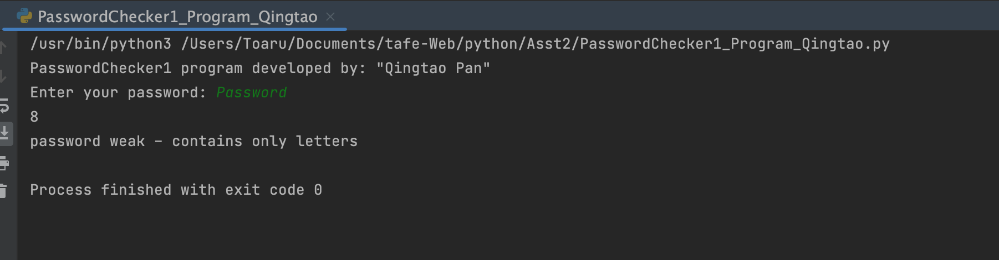 PasswordChecker1_Program_Qingtao
/usr/bin/python3 /Users/Toaru/Documents/tafe-Web/python/Asst2/PasswordChecker1_Program_Qingtao.py
PasswordChecker1 program developed by: "Qingtao Pan"
Enter your password: Password
8
password weak - contains only letters
Process finished with exit code 0